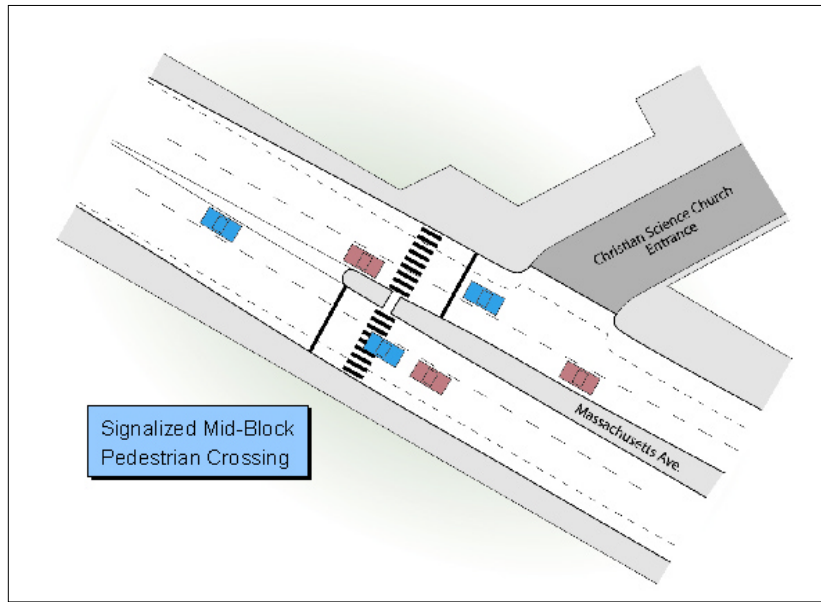 Christian Science Church
Entrance
Massachusetts Ave.
Signalized Mid-Block
Pedestrian Crossing